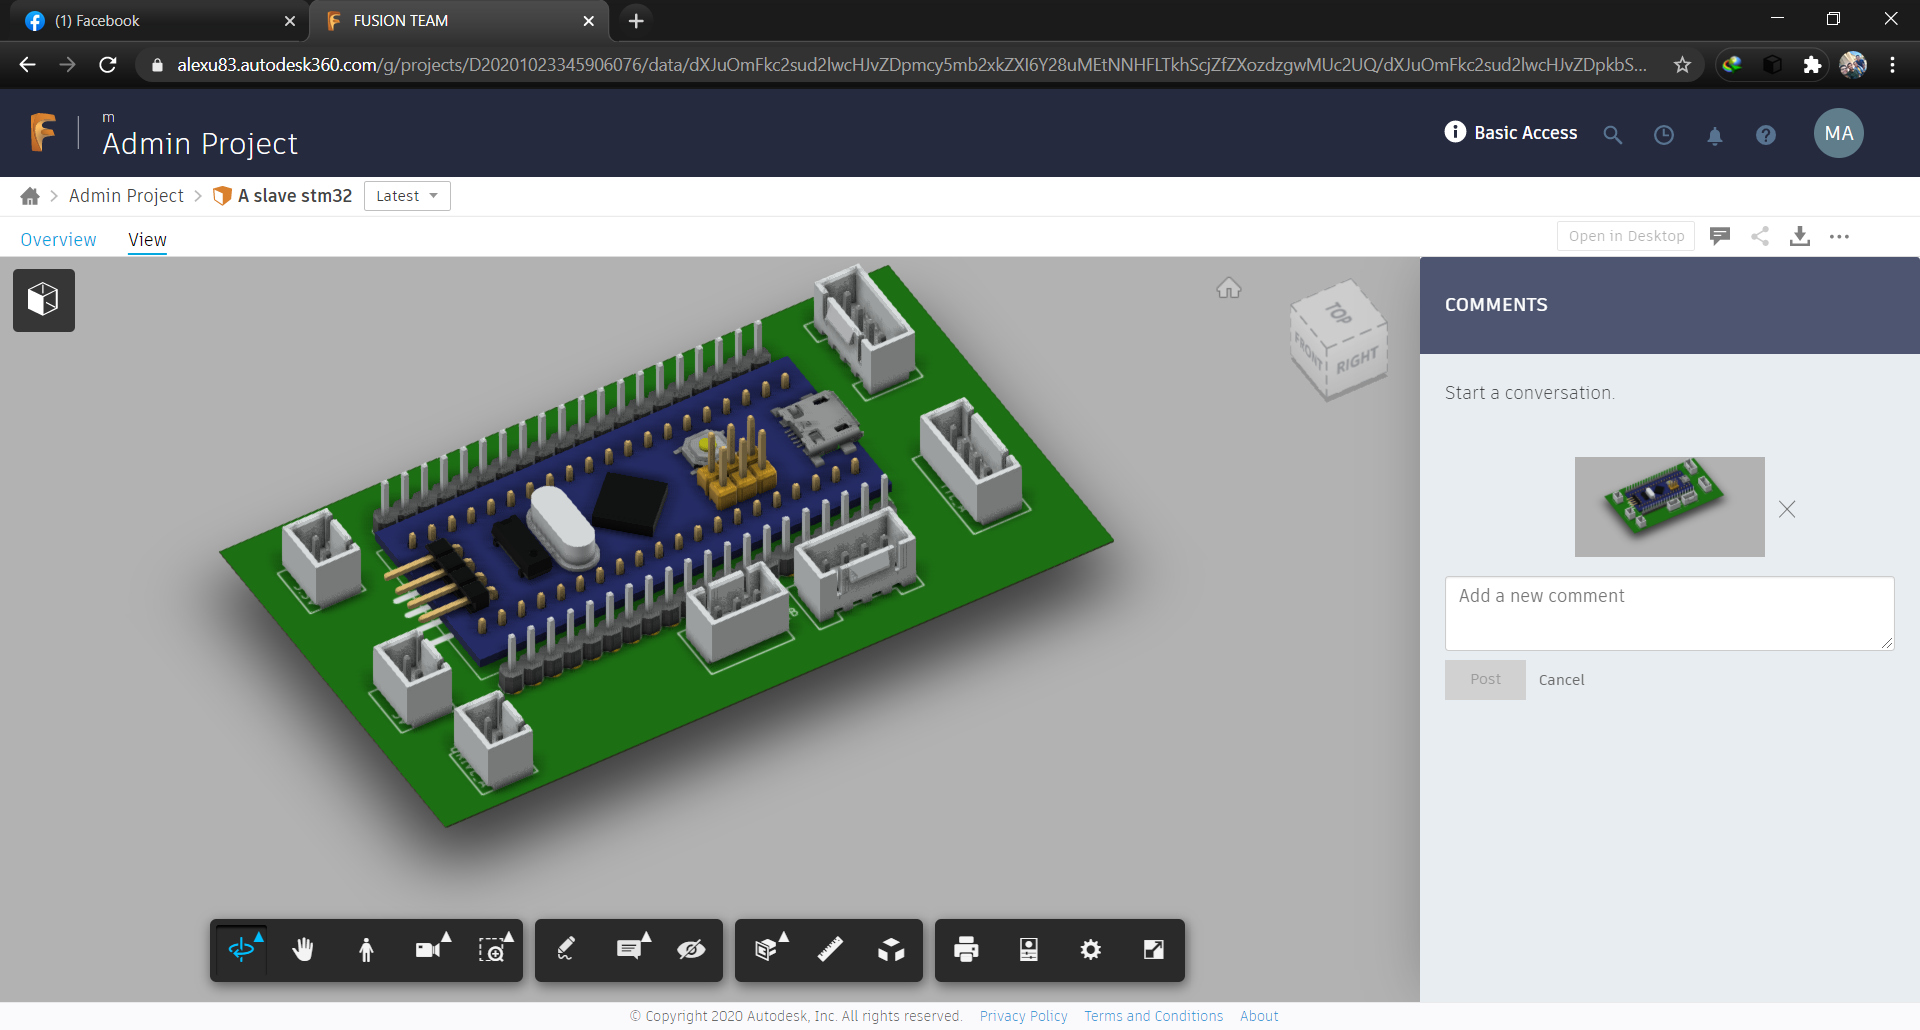 (1) Facebook
FUSION TEAM
alexu83.autodesk360.com/g/projects/D20201023345906076/data/dXJuOmFkc2sud2lwcHJvZDpmcy5mb2xkZXI6Y28uMEtNNHFLTkhScjZfZXozdzgwMUc2UQ/dXJuOmFkc2sud2lwcHJvZDpkbS...
m
Admin Project
Basic Access
MA
Admin Project
A slave stm32
Latest
Overview
View
Open in Desktop
TOP
FRONT
RIGHT
COMMENTS
Start a conversation.
Add a new comment
Post
Cancel
© Copyright 2020 Autodesk, Inc. All rights reserved.
Privacy Policy
Terms and Conditions
About